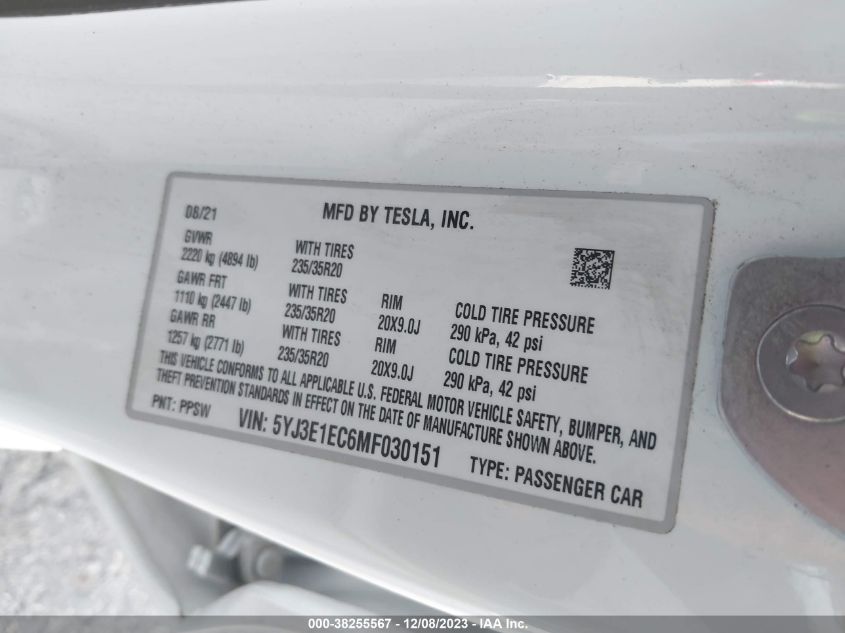 08/21 MFD BY TESLA, INC.
GVWR
2220 kg (4894 lb) WITH TIRES
235/35R20
GAWR FRT
1110 kg (2447 lb) WITH TIRES RIM COLD TIRE PRESSURE
235/35R20 20X9.0J 290 kPa, 42 psi
GAWR RR
1257 kg (2771 lb) WITH TIRES RIM COLD TIRE PRESSURE
235/35R20 20X9.0J 290 kPa, 42 psi
THIS VEHICLE CONFORMS TO ALL APPLICABLE U.S. FEDERAL MOTOR VEHICLE SAFETY, BUMPER, AND
THEFT PREVENTION STANDARDS IN EFFECT ON THE DATE OF MANUFACTURE SHOWN ABOVE.
PNT: PPSW VIN: 5YJ3E1EC6MF030151 TYPE: PASSENGER CAR
000-38255567 - 12/08/2023 - IAA Inc.